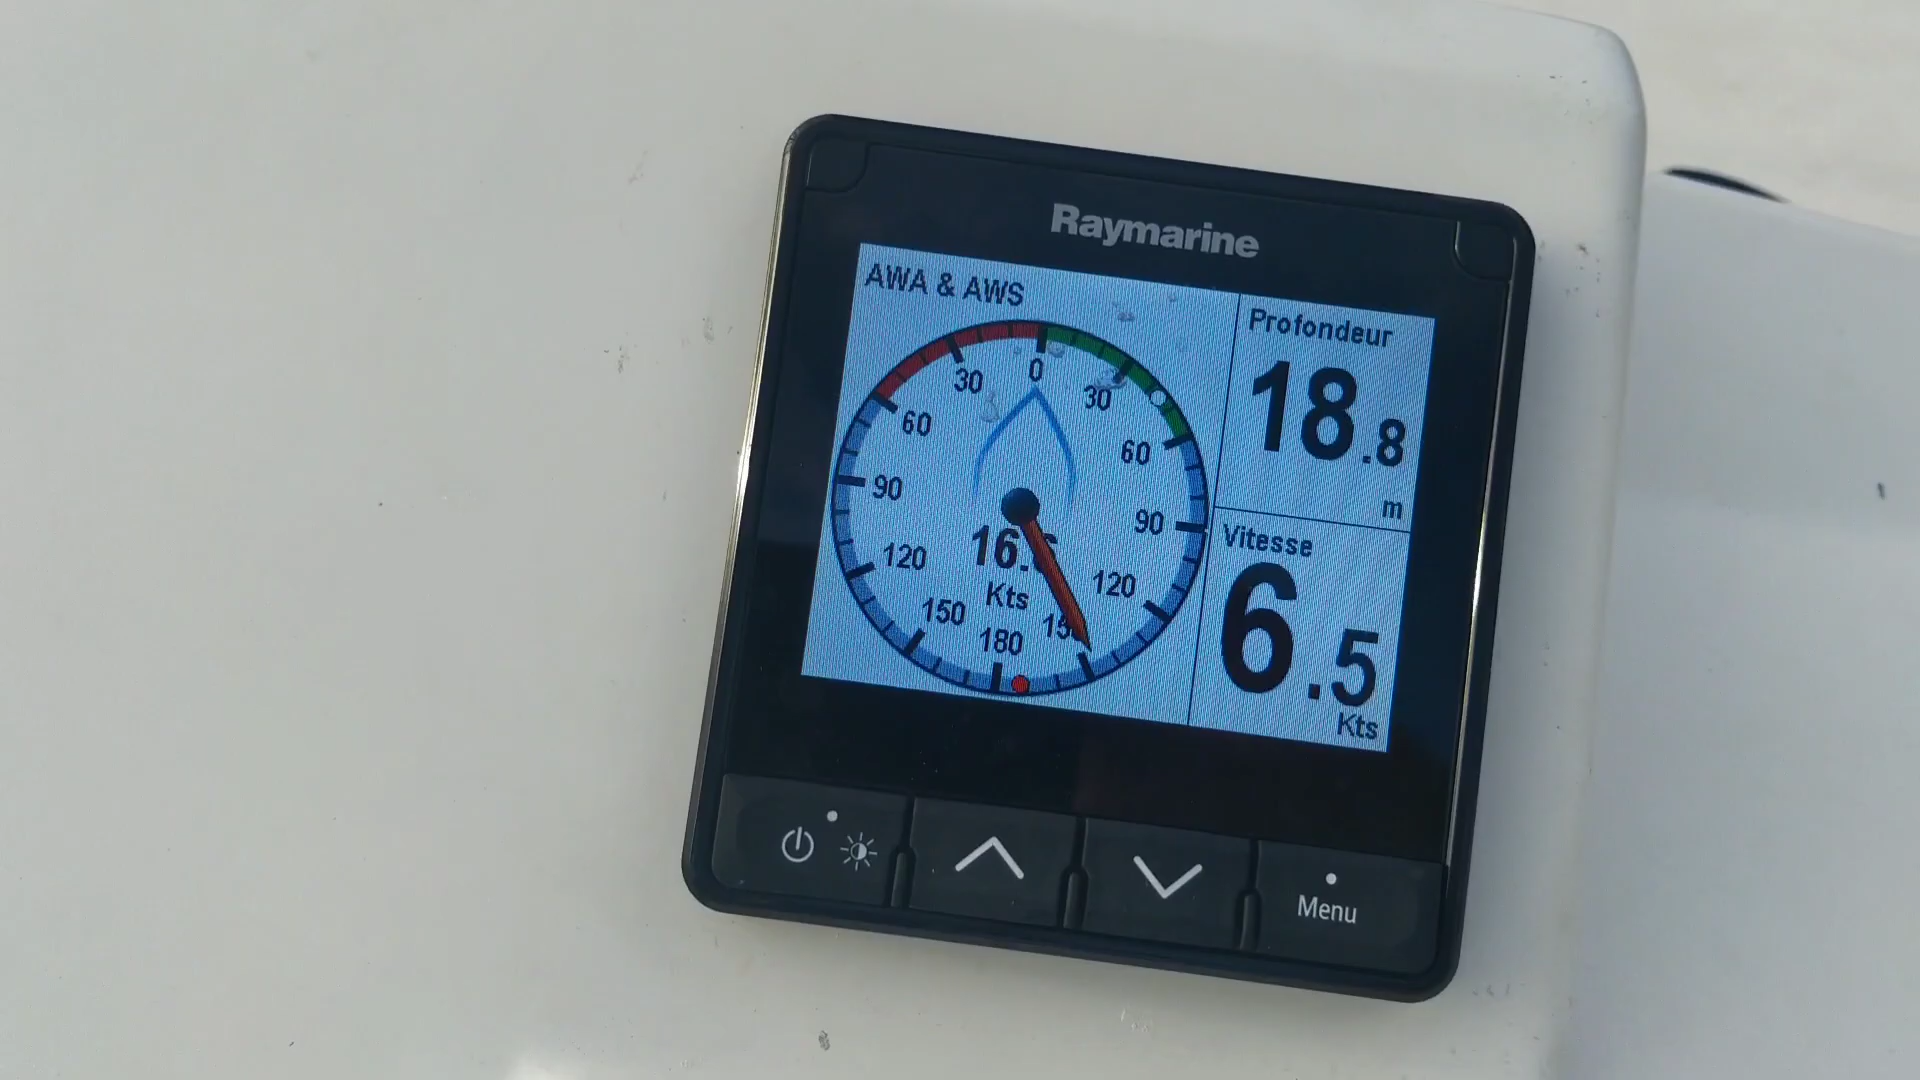 Raymarine
AWA & AWS
0
30
30
60
60
90
90
120
120
150
180
Kts
Profondeur
18.8
m
Vitesse
6.5
Kts
Menu